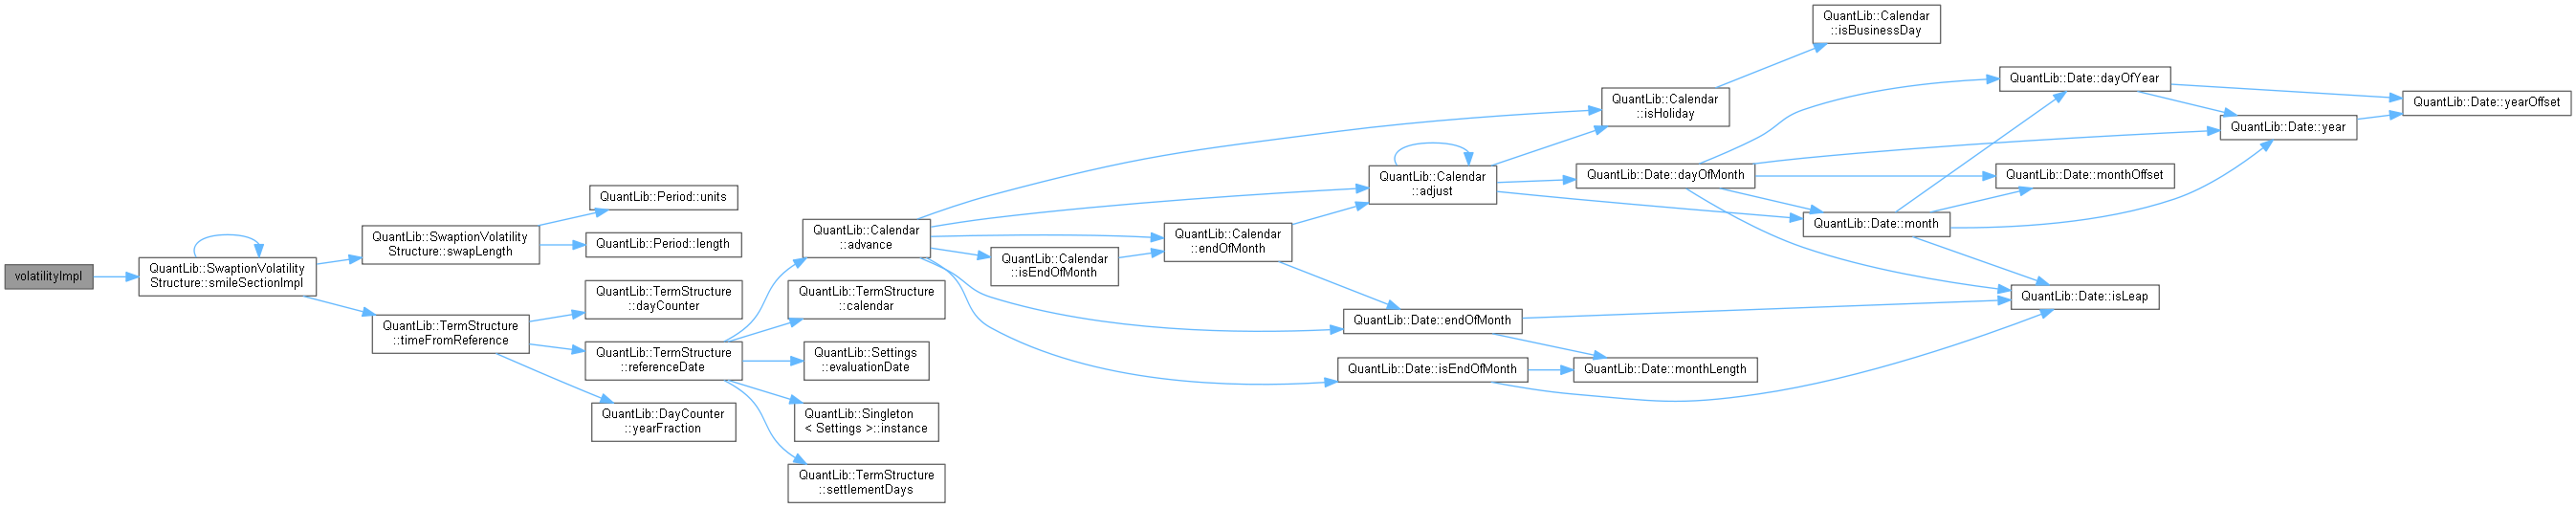 volatilityImpl
QuantLib::SwaptionVolatility
Structure::smileSectionImpl
QuantLib::SwaptionVolatility
Structure::swapLength
QuantLib::Period::units
QuantLib::Period::length
QuantLib::TermStructure
::timeFromReference
QuantLib::TermStructure
::dayCounter
QuantLib::TermStructure
::referenceDate
QuantLib::DayCounter
::yearFraction
QuantLib::Calendar
::advance
QuantLib::TermStructure
::calendar
QuantLib::Settings
::evaluationDate
QuantLib::Singleton
< Settings >::instance
QuantLib::TermStructure
::settlementDays
QuantLib::Calendar
::isEndOfMonth
QuantLib::Calendar
::endOfMonth
QuantLib::Calendar
::adjust
QuantLib::Date::endOfMonth
QuantLib::Date::isEndOfMonth
QuantLib::Calendar
::isHoliday
QuantLib::Date::dayOfMonth
QuantLib::Date::monthLength
QuantLib::Calendar
::isBusinessDay
QuantLib::Date::month
QuantLib::Date::dayOfYear
QuantLib::Date::monthOffset
QuantLib::Date::isLeap
QuantLib::Date::year
QuantLib::Date::yearOffset